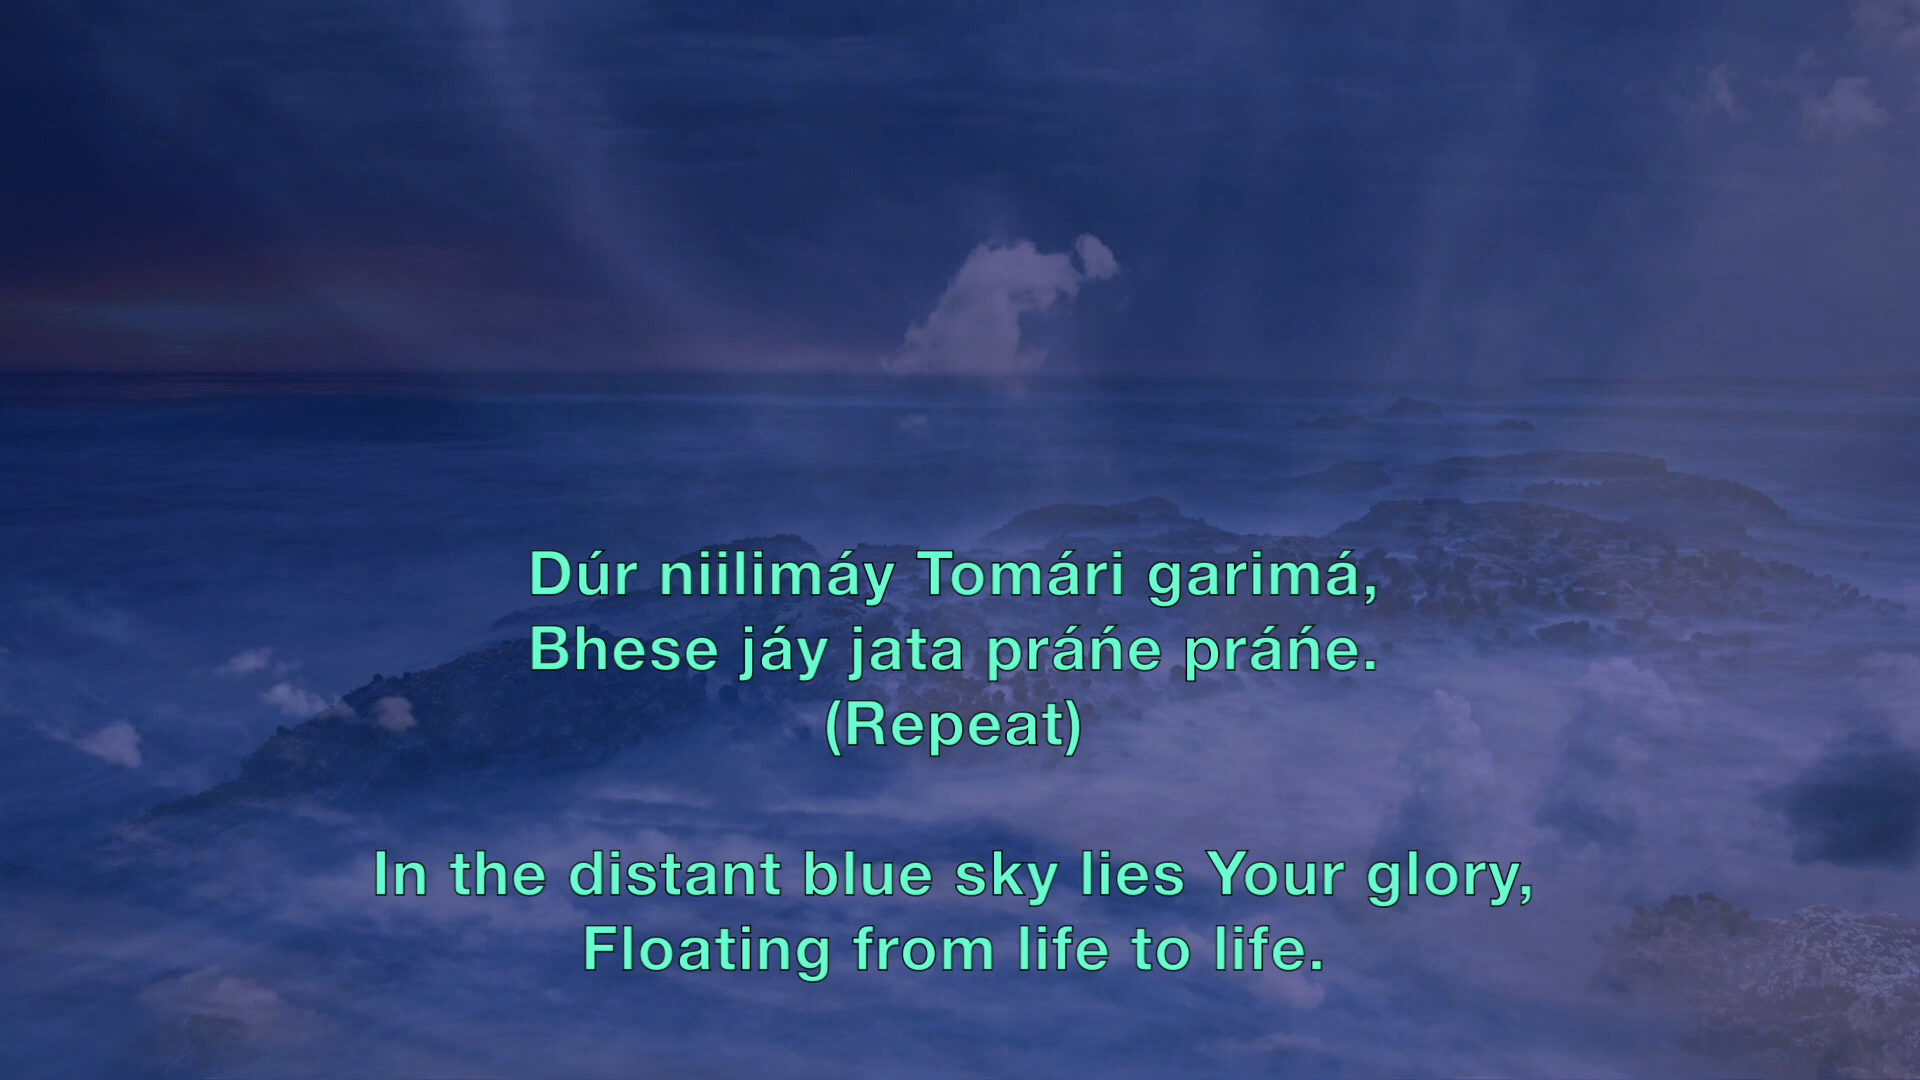 Dúr niilimáy Tomári garimá,
Bhese jáy jata práńe práńe.
(Repeat)
In the distant blue sky lies Your glory,
Floating from life to life.